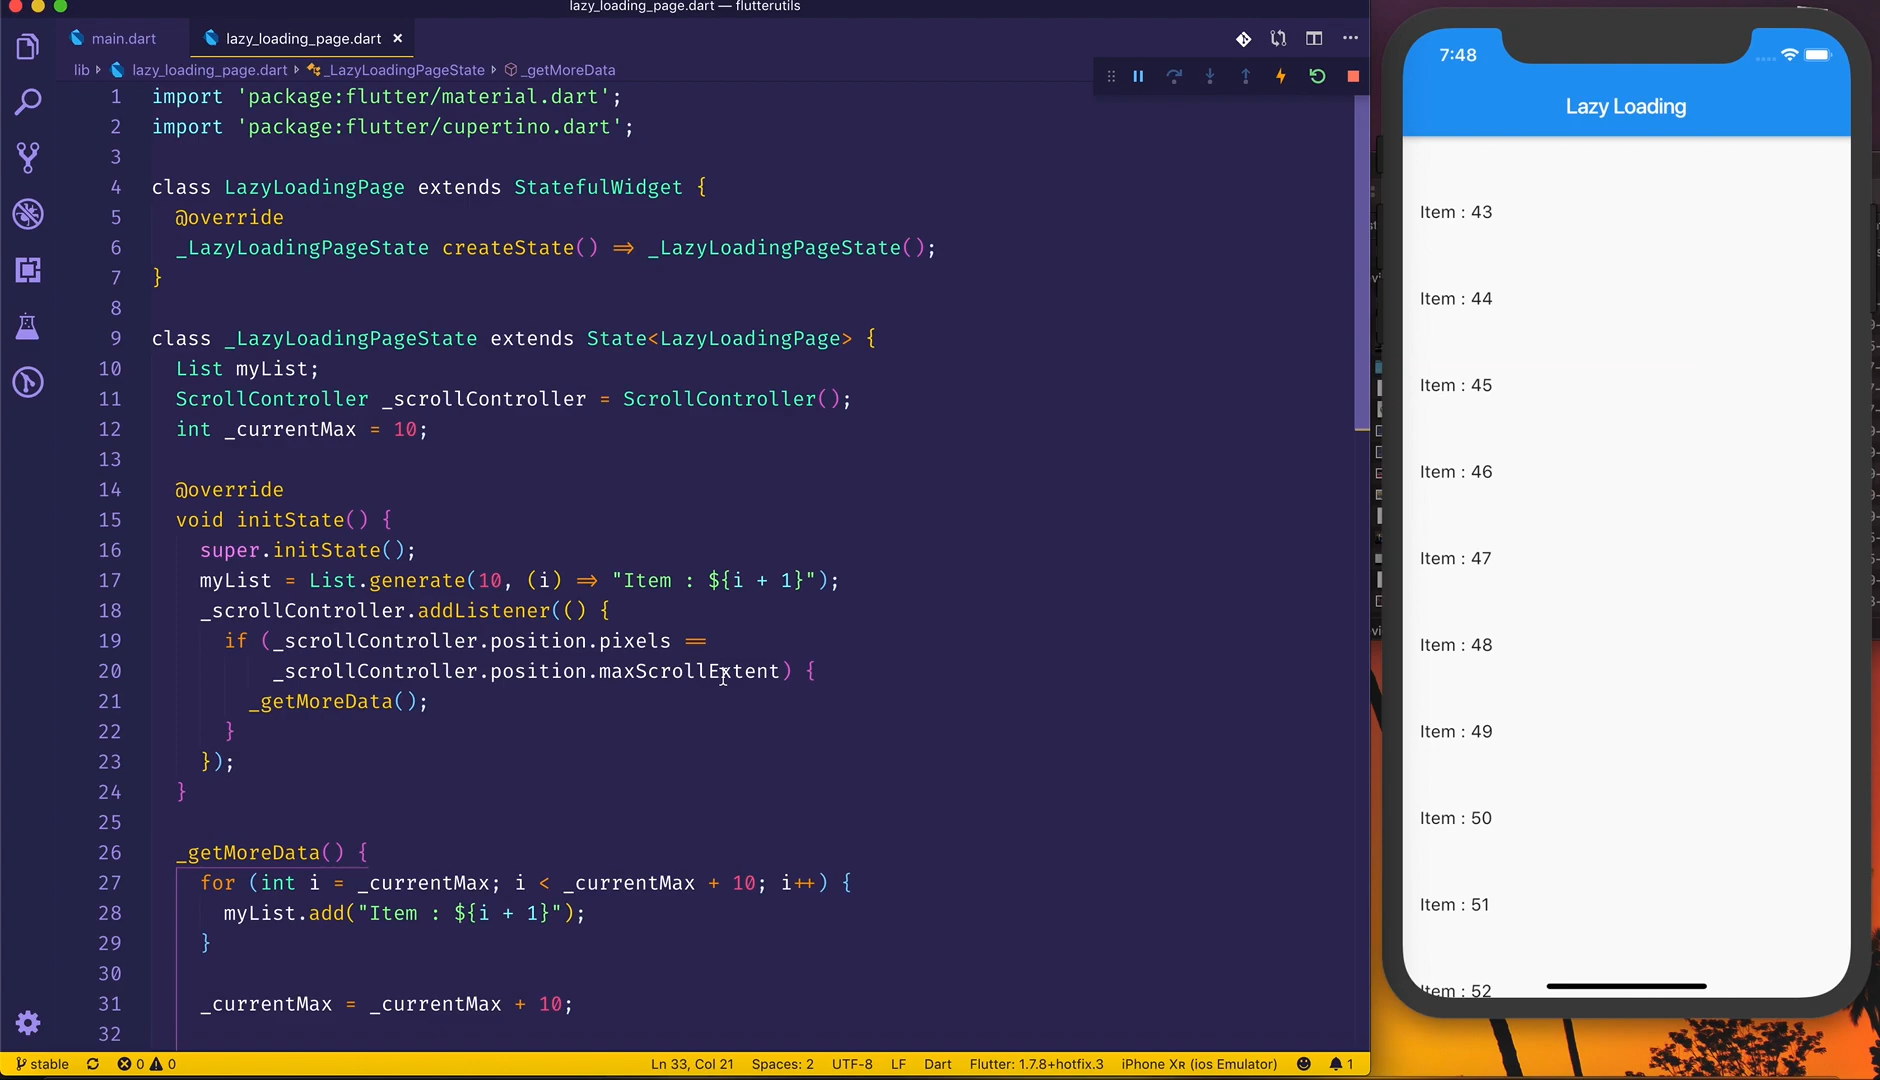 lazy_loading_page.dart — flutterutils
main.dart
lazy_loading_page.dart ×
lib
lazy_loading_page.dart
_LazyLoadingPageState
_getMoreData
1 import 'package:flutter/material.dart';
2 import 'package:flutter/cupertino.dart';
3
4 class LazyLoadingPage extends StatefulWidget {
5 @override
6 _LazyLoadingPageState createState() => _LazyLoadingPageState();
7 }
8
9 class _LazyLoadingPageState extends State<LazyLoadingPage> {
10 List myList;
11 ScrollController _scrollController = ScrollController();
12 int _currentMax = 10;
13
14 @override
15 void initState() {
16 super.initState();
17 myList = List.generate(10, (i) => "Item : ${i + 1}");
18 _scrollController.addListener(() {
19 if (_scrollController.position.pixels ==
20 _scrollController.position.maxScrollExtent) {
21 _getMoreData();
22 }
23 });
24 }
25
26 _getMoreData() {
27 for (int i = _currentMax; i < _currentMax + 10; i++) {
28 myList.add("Item : ${i + 1}");
29 }
30
31 _currentMax = _currentMax + 10;
32
stable
0
0
Ln 33, Col 21
Spaces: 2
UTF-8
LF
Dart
Flutter: 1.7.8+hotfix.3
iPhone XR (ios Emulator)
1
7:48
Lazy Loading
Item : 43
Item : 44
Item : 45
Item : 46
Item : 47
Item : 48
Item : 49
Item : 50
Item : 51
Item : 52